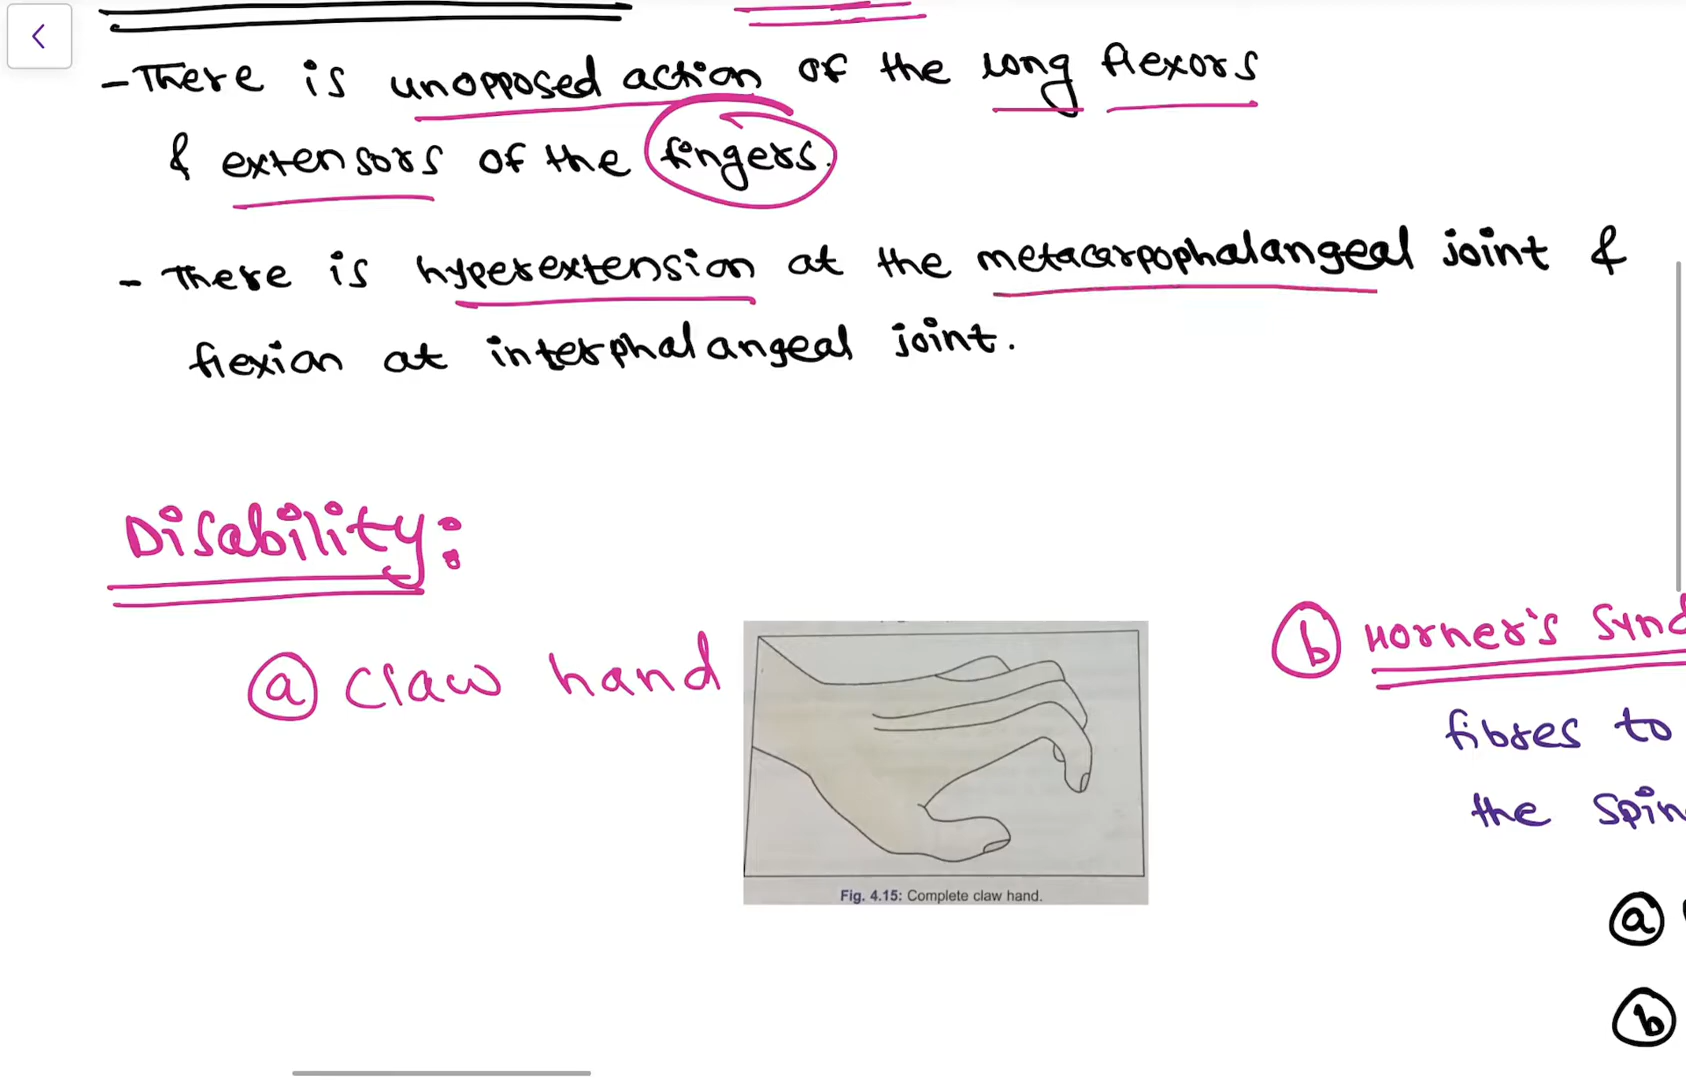 - There is unopposed action of the long flexors
& extensors of the fingers.
- There is hyperextension at the metacarpophalangeal joint &
flexion at interphalangeal joint.
Disability:
(a) Claw hand
Fig. 4.15: Complete claw hand.
(b) Horner's Synd
fibres to
the Spin
(a)
(b)